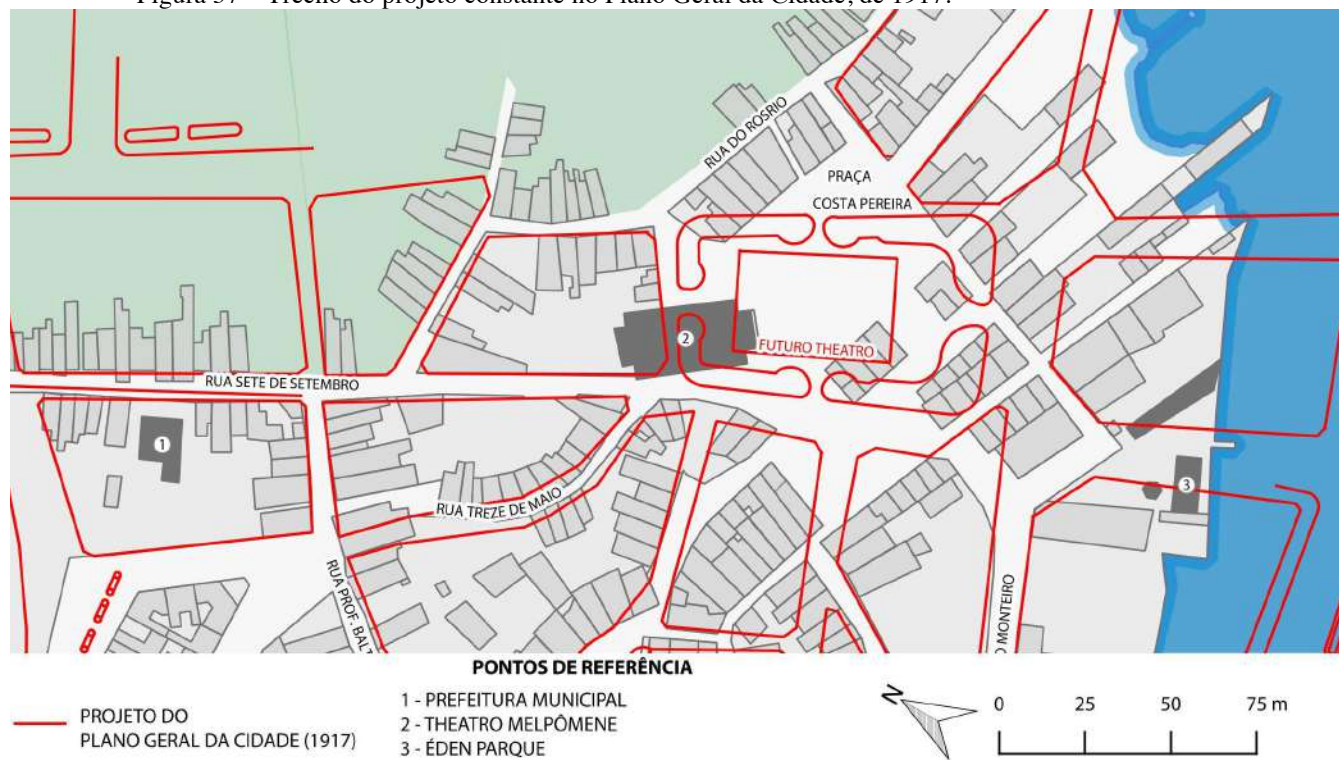 Figura 37 – Trecho do projeto constante no Plano Geral da Cidade, de 1917.
RUA DO ROSRIO
PRAÇA
COSTA PEREIRA
2
FUTURO THEATRO
RUA SETE DE SETEMBRO
1
3
RUA TREZE DE MAIO
RUA PROF. BALT
O MONTEIRO
PONTOS DE REFERÊNCIA
PROJETO DO
PLANO GERAL DA CIDADE (1917)
1 - PREFEITURA MUNICIPAL
2 - THEATRO MELPÔMENE
3 - ÉDEN PARQUE
N
0 25 50 75 m